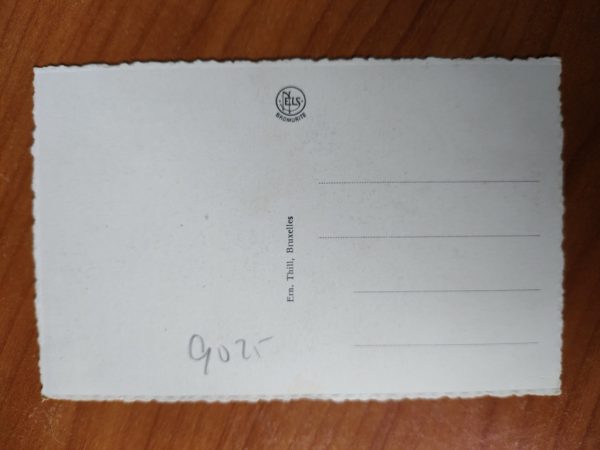 NELS
BROMURITE
Ern. Thill, Bruxelles
9025